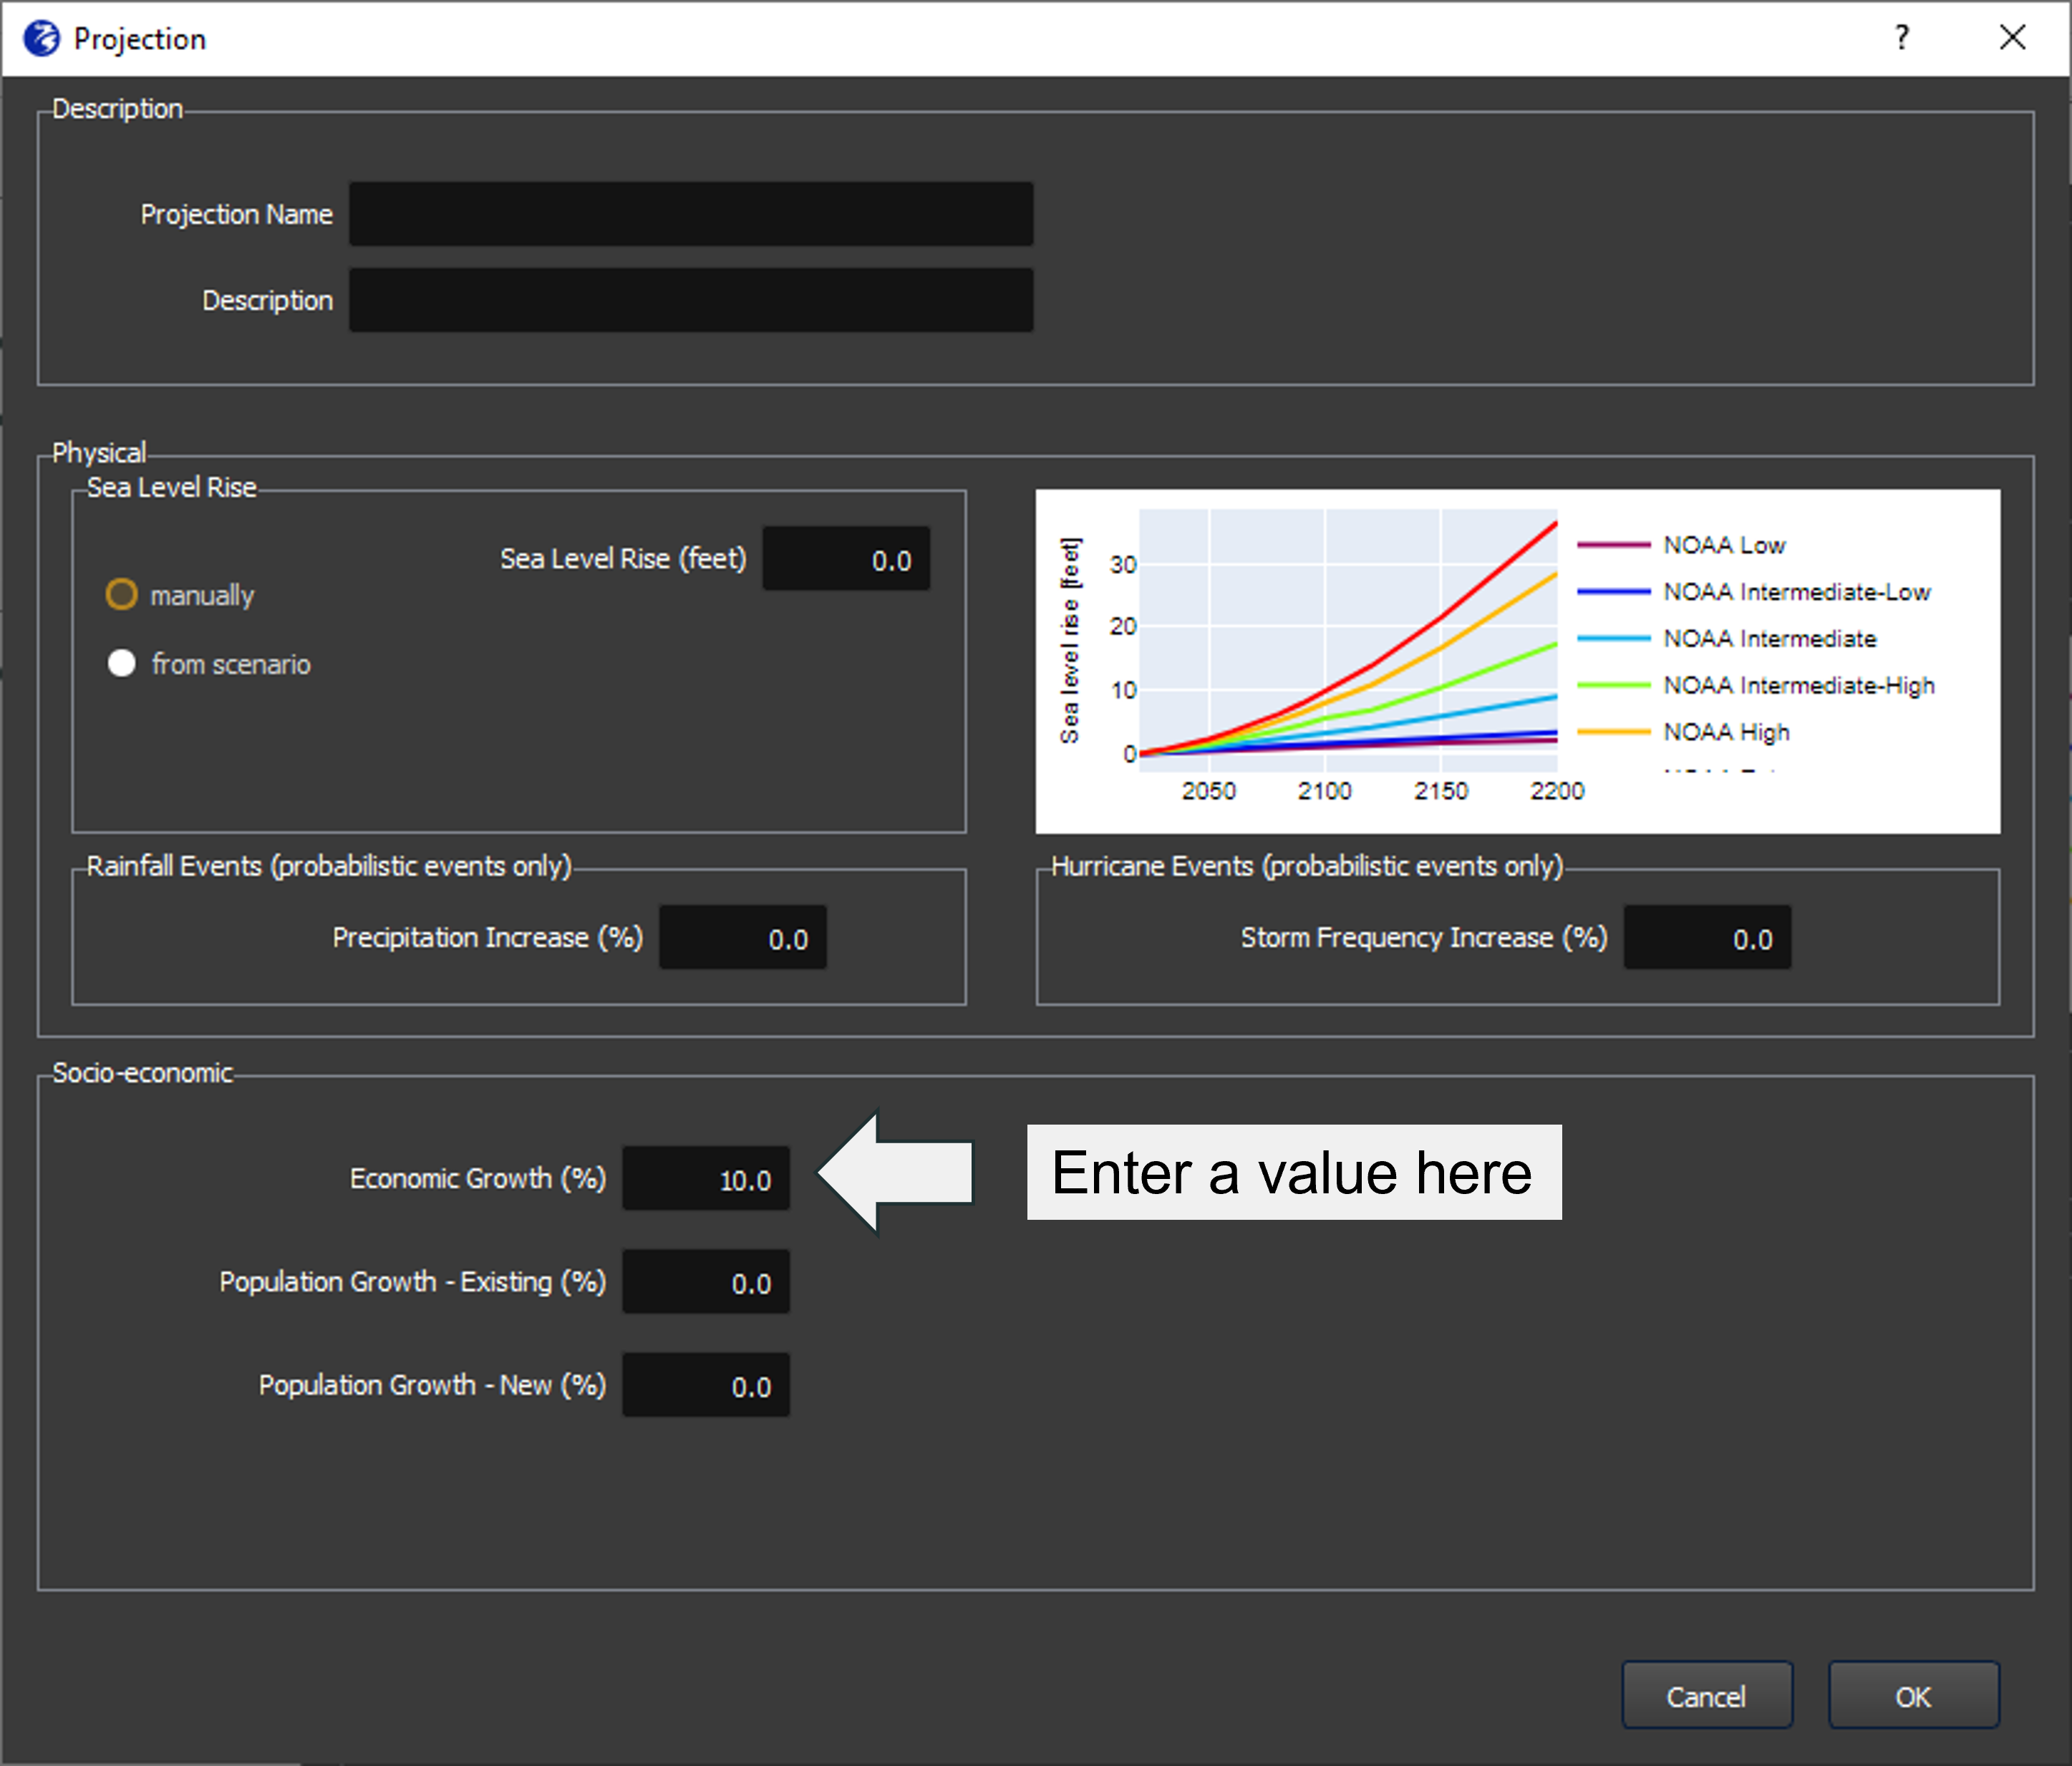 Projection
?
Description
Projection Name
Description
Physical
Sea Level Rise
Sea Level Rise (feet) 0.0
manually
from scenario
Sea level rise [feet]
30
20
10
0
2050 2100 2150 2200
NOAA Low
NOAA Intermediate-Low
NOAA Intermediate
NOAA Intermediate-High
NOAA High
Rainfall Events (probabilistic events only)
Precipitation Increase (%) 0.0
Hurricane Events (probabilistic events only)
Storm Frequency Increase (%) 0.0
Socio-economic
Economic Growth (%) 10.0
Enter a value here
Population Growth - Existing (%) 0.0
Population Growth - New (%) 0.0
Cancel OK